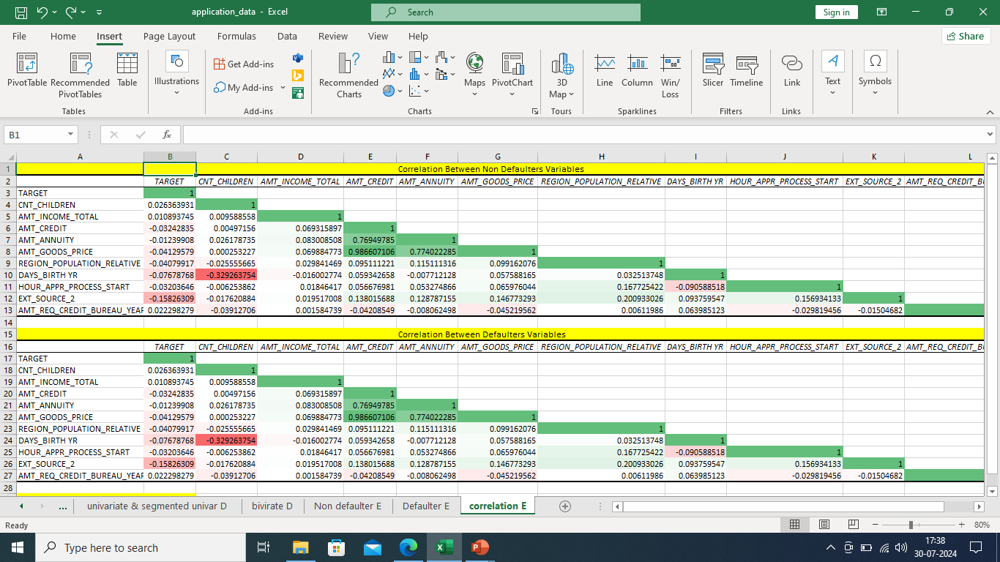 application_data - Excel
Search
Sign in
File Home Insert Page Layout Formulas Data Review View Help
Share
PivotTable Recommended PivotTables Table
Illustrations
Get Add-ins
My Add-ins
Recommended Charts
Maps PivotChart
3D Map
Line Column Win/Loss
Slicer Timeline
Link
Text
Symbols
Tables Add-ins Charts Tours Sparklines Filters Links
B1
fx
A B C D E F G H I J K L
1 Correlation Between Non Defaulters Variables
2 TARGET CNT_CHILDREN AMT_INCOME_TOTAL AMT_CREDIT AMT_ANNUITY AMT_GOODS_PRICE REGION_POPULATION_RELATIVE DAYS_BIRTH YR HOUR_APPR_PROCESS_START EXT_SOURCE_2 AMT_REQ_CREDIT_BU
3 TARGET 1
4 CNT_CHILDREN 0.026363931 1
5 AMT_INCOME_TOTAL 0.010893745 0.009588558 1
6 AMT_CREDIT -0.03242835 0.00497156 0.069315897 1
7 AMT_ANNUITY -0.01239908 0.026178735 0.083008508 0.76949785 1
8 AMT_GOODS_PRICE -0.04129579 0.000253227 0.069884773 0.986607106 0.774022285 1
9 REGION_POPULATION_RELATIVE -0.04079917 -0.025555665 0.029841469 0.095111221 0.115111316 0.099162076 1
10 DAYS_BIRTH YR -0.07678768 -0.329263754 -0.016002774 0.059342658 -0.007712128 0.057588165 0.032513748 1
11 HOUR_APPR_PROCESS_START -0.03203646 -0.006253862 0.01846417 0.056676981 0.053274866 0.065976044 0.167725422 -0.090588518 1
12 EXT_SOURCE_2 -0.15826309 -0.017620884 0.019517008 0.138015688 0.128787155 0.146773293 0.200933026 0.093759547 0.156934133 1
13 AMT_REQ_CREDIT_BUREAU_YEAR 0.022298279 -0.03912706 0.001584739 -0.04208549 -0.008062498 -0.045219562 0.00611986 0.063985123 -0.029819456 -0.01504682
14
15 Correlation Between Defaulters Variables
16 TARGET CNT_CHILDREN AMT_INCOME_TOTAL AMT_CREDIT AMT_ANNUITY AMT_GOODS_PRICE REGION_POPULATION_RELATIVE DAYS_BIRTH YR HOUR_APPR_PROCESS_START EXT_SOURCE_2 AMT_REQ_CREDIT_BU
17 TARGET 1
18 CNT_CHILDREN 0.026363931 1
19 AMT_INCOME_TOTAL 0.010893745 0.009588558 1
20 AMT_CREDIT -0.03242835 0.00497156 0.069315897 1
21 AMT_ANNUITY -0.01239908 0.026178735 0.083008508 0.76949785 1
22 AMT_GOODS_PRICE -0.04129579 0.000253227 0.069884773 0.986607106 0.774022285 1
23 REGION_POPULATION_RELATIVE -0.04079917 -0.025555665 0.029841469 0.095111221 0.115111316 0.099162076 1
24 DAYS_BIRTH YR -0.07678768 -0.329263754 -0.016002774 0.059342658 -0.007712128 0.057588165 0.032513748 1
25 HOUR_APPR_PROCESS_START -0.03203646 -0.006253862 0.01846417 0.056676981 0.053274866 0.065976044 0.167725422 -0.090588518 1
26 EXT_SOURCE_2 -0.15826309 -0.017620884 0.019517008 0.138015688 0.128787155 0.146773293 0.200933026 0.093759547 0.156934133 1
27 AMT_REQ_CREDIT_BUREAU_YEAR 0.022298279 -0.03912706 0.001584739 -0.04208549 -0.008062498 -0.045219562 0.00611986 0.063985123 -0.029819456 -0.01504682
28
... univariate & segmented univar D bivirate D Non defaulter E Defaulter E correlation E
Ready
80%
Type here to search
17:38
30-07-2024